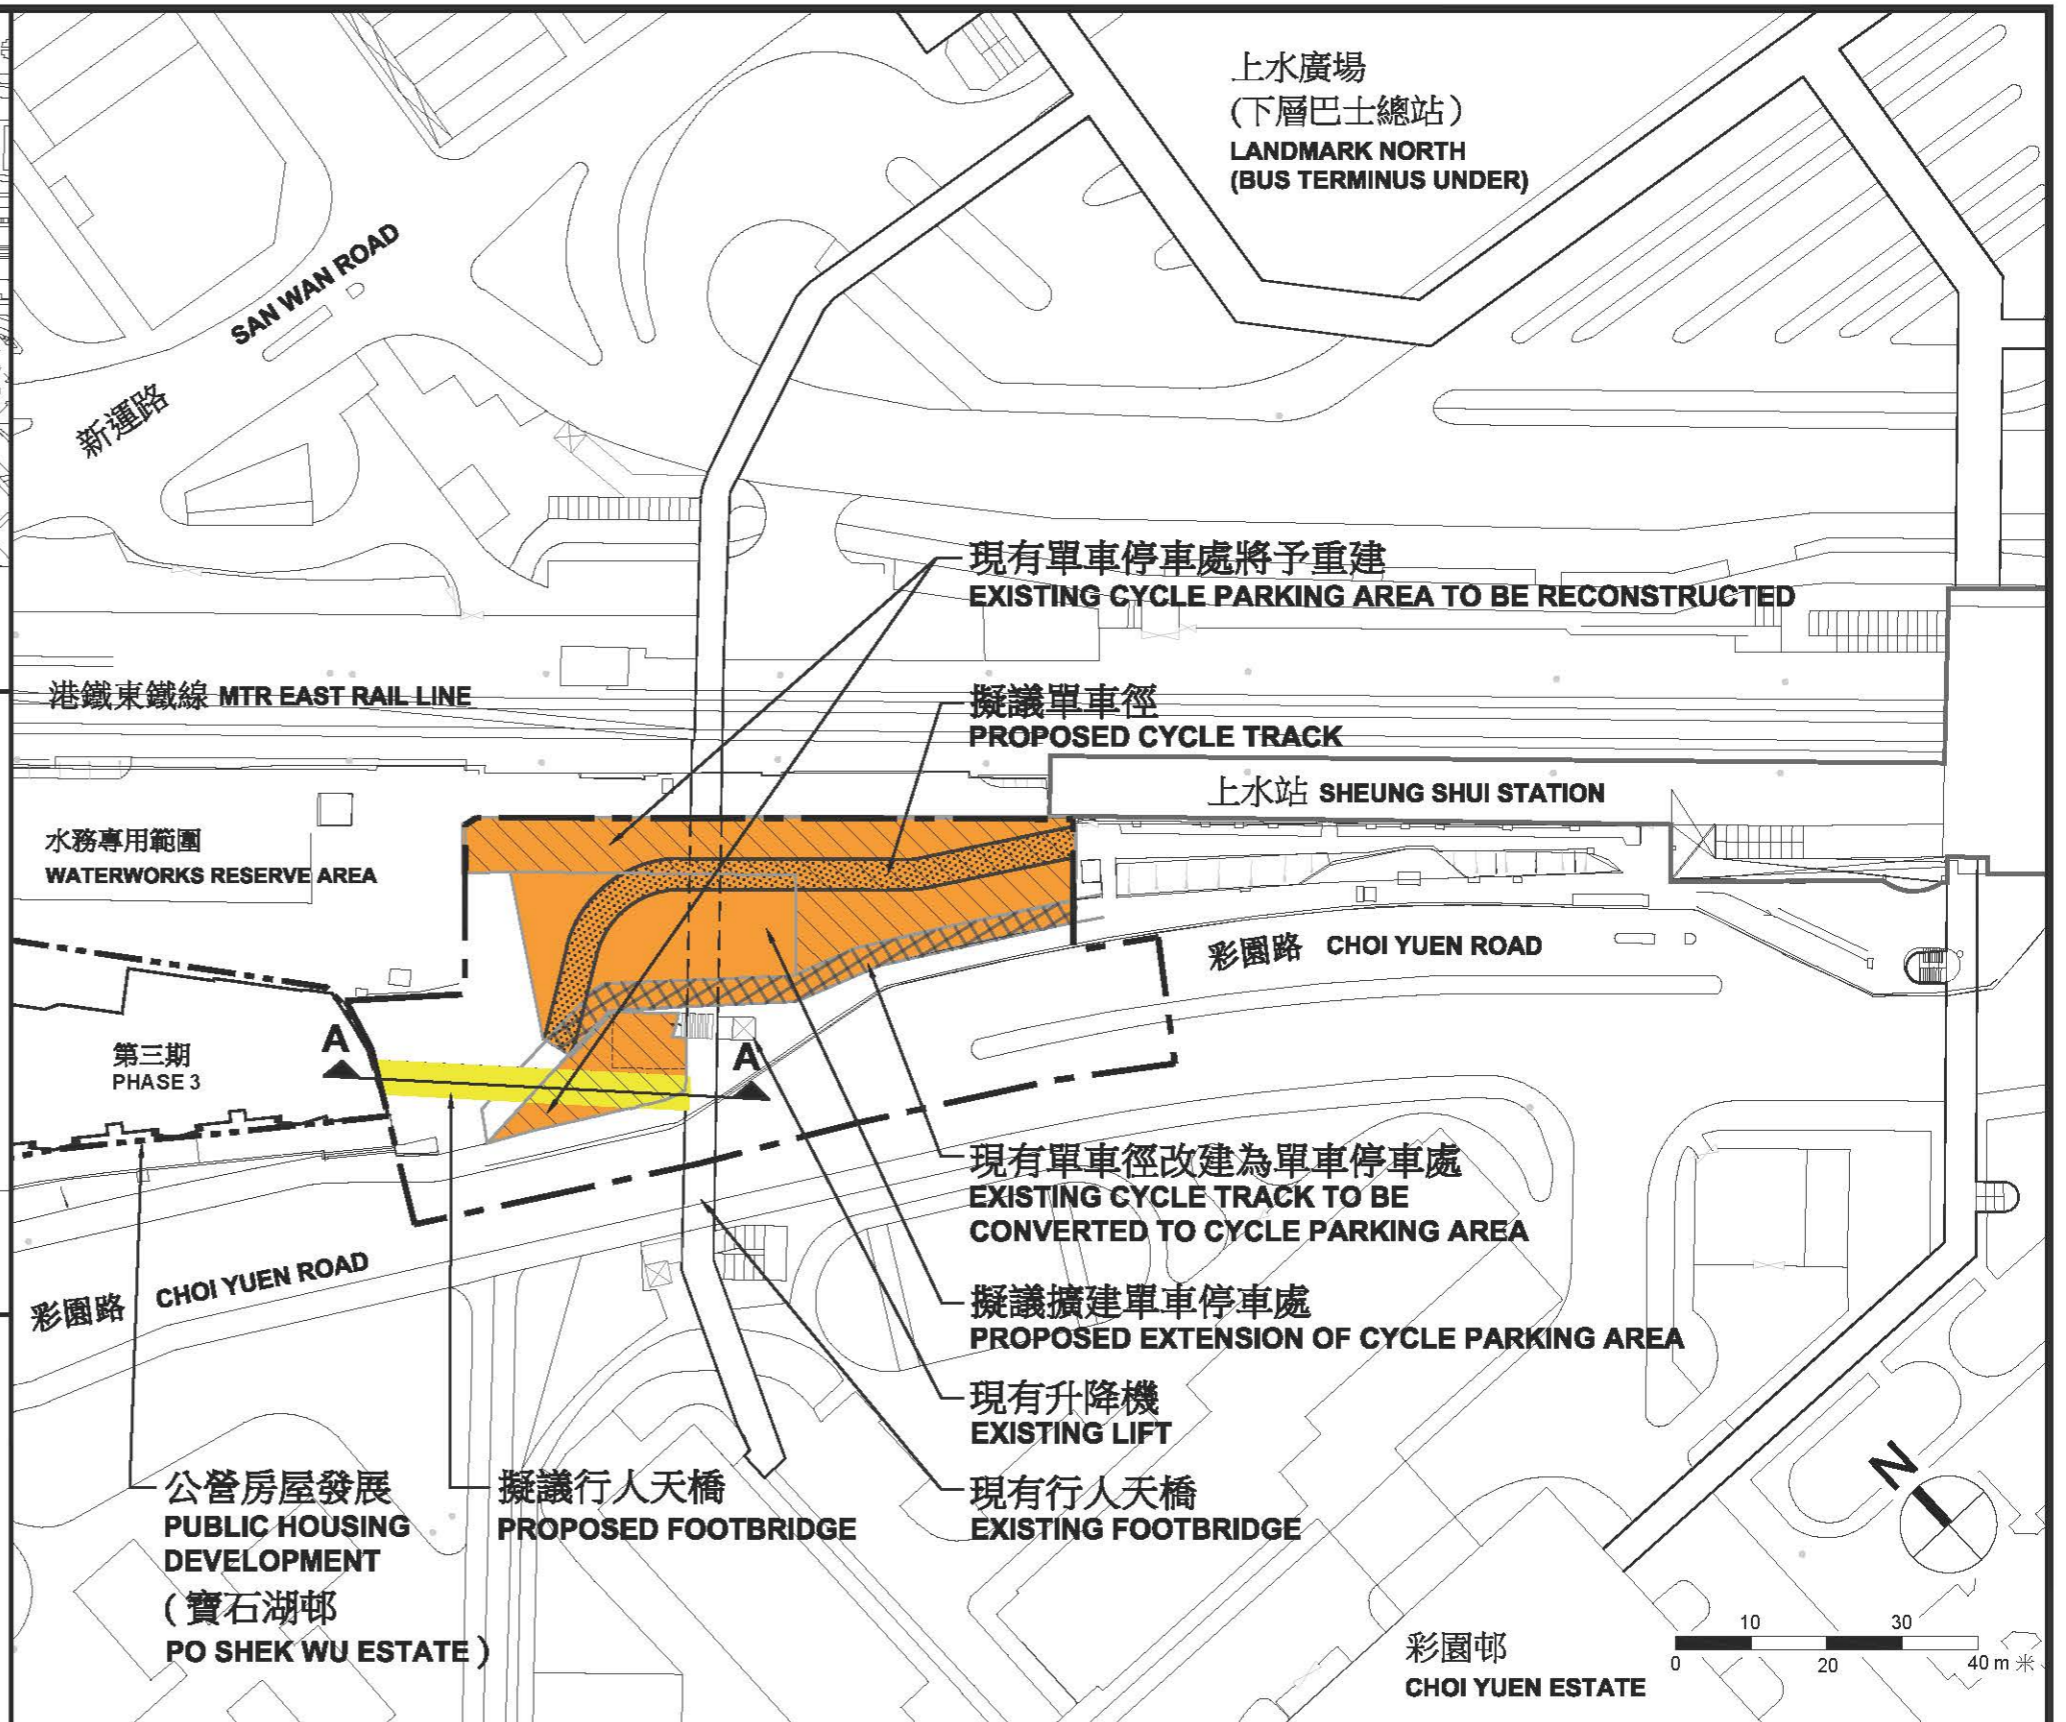 上水廣場
(下層巴士總站)
LANDMARK NORTH
(BUS TERMINUS UNDER)
SAN WAN ROAD
新運路
現有單車停車處將予重建
EXISTING CYCLE PARKING AREA TO BE RECONSTRUCTED
港鐵東鐵線 MTR EAST RAIL LINE
擬議單車徑
PROPOSED CYCLE TRACK
上水站 SHEUNG SHUI STATION
水務專用範圍
WATERWORKS RESERVE AREA
彩園路 CHOI YUEN ROAD
第三期
PHASE 3
A
A
現有單車徑改建為單車停車處
EXISTING CYCLE TRACK TO BE
CONVERTED TO CYCLE PARKING AREA
彩園路 CHOI YUEN ROAD
擬議擴建單車停車處
PROPOSED EXTENSION OF CYCLE PARKING AREA
現有升降機
EXISTING LIFT
現有行人天橋
EXISTING FOOTBRIDGE
公營房屋發展
PUBLIC HOUSING
DEVELOPMENT
(寶石湖邨
PO SHEK WU ESTATE)
擬議行人天橋
PROPOSED FOOTBRIDGE
N
彩園邨
CHOI YUEN ESTATE
10 30
0 20 40 m 米